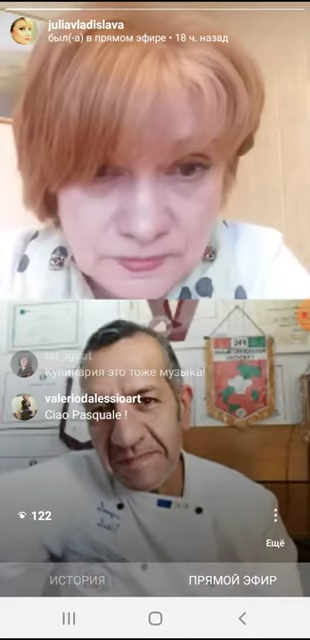 juliavladislava
был(-а) в прямом эфире • 18 ч. назад
Кулинария это тоже музыка!
valeriodalessioart
Ciao Pasquale !
122
Ещё
ИСТОРИЯ
ПРЯМОЙ ЭФИР